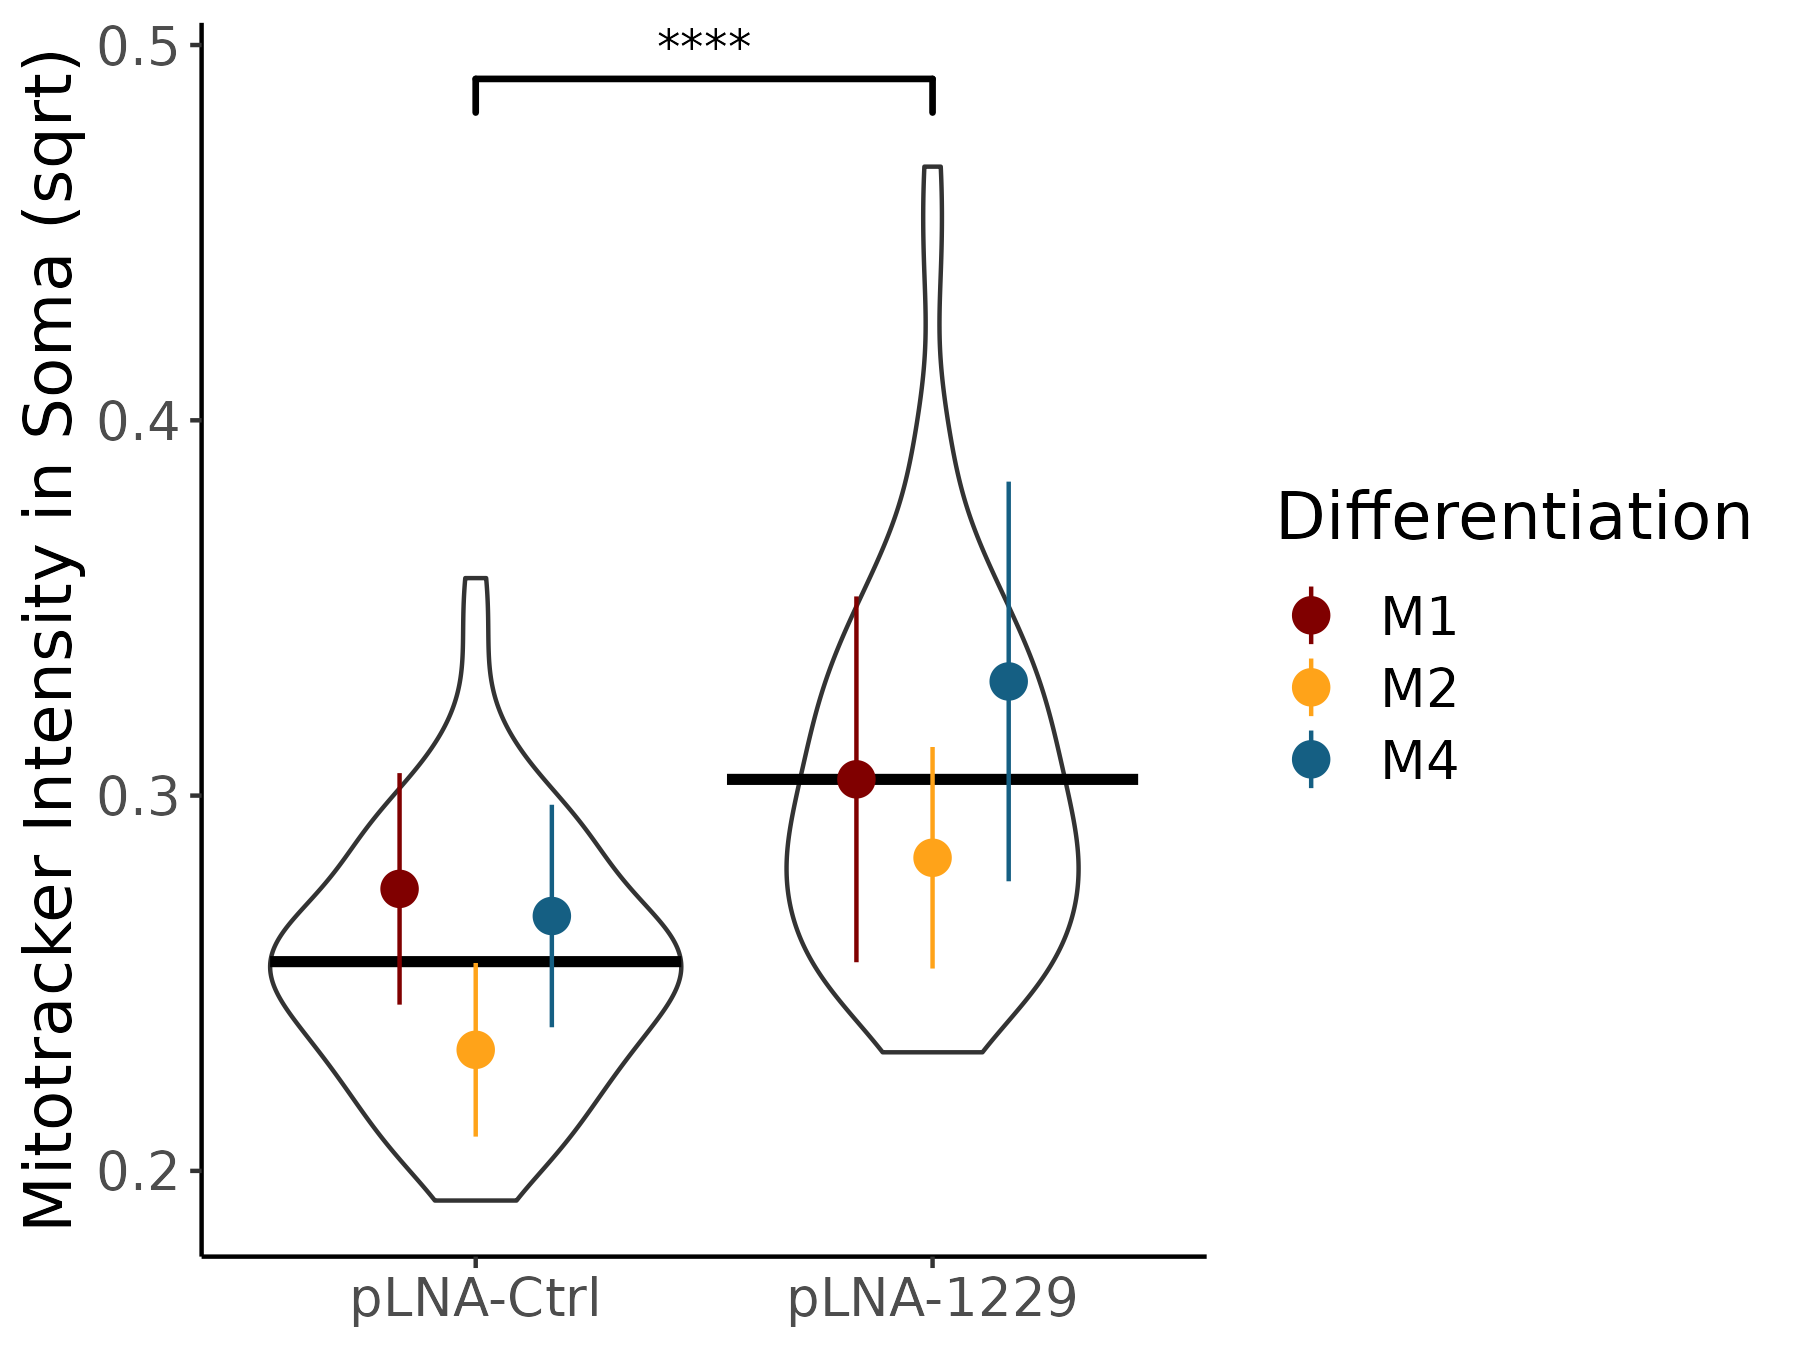 Mitotracker Intensity in Soma (sqrt)
0.5
0.4
0.3
0.2
****
pLNA-Ctrl
pLNA-1229
Differentiation
M1
M2
M4